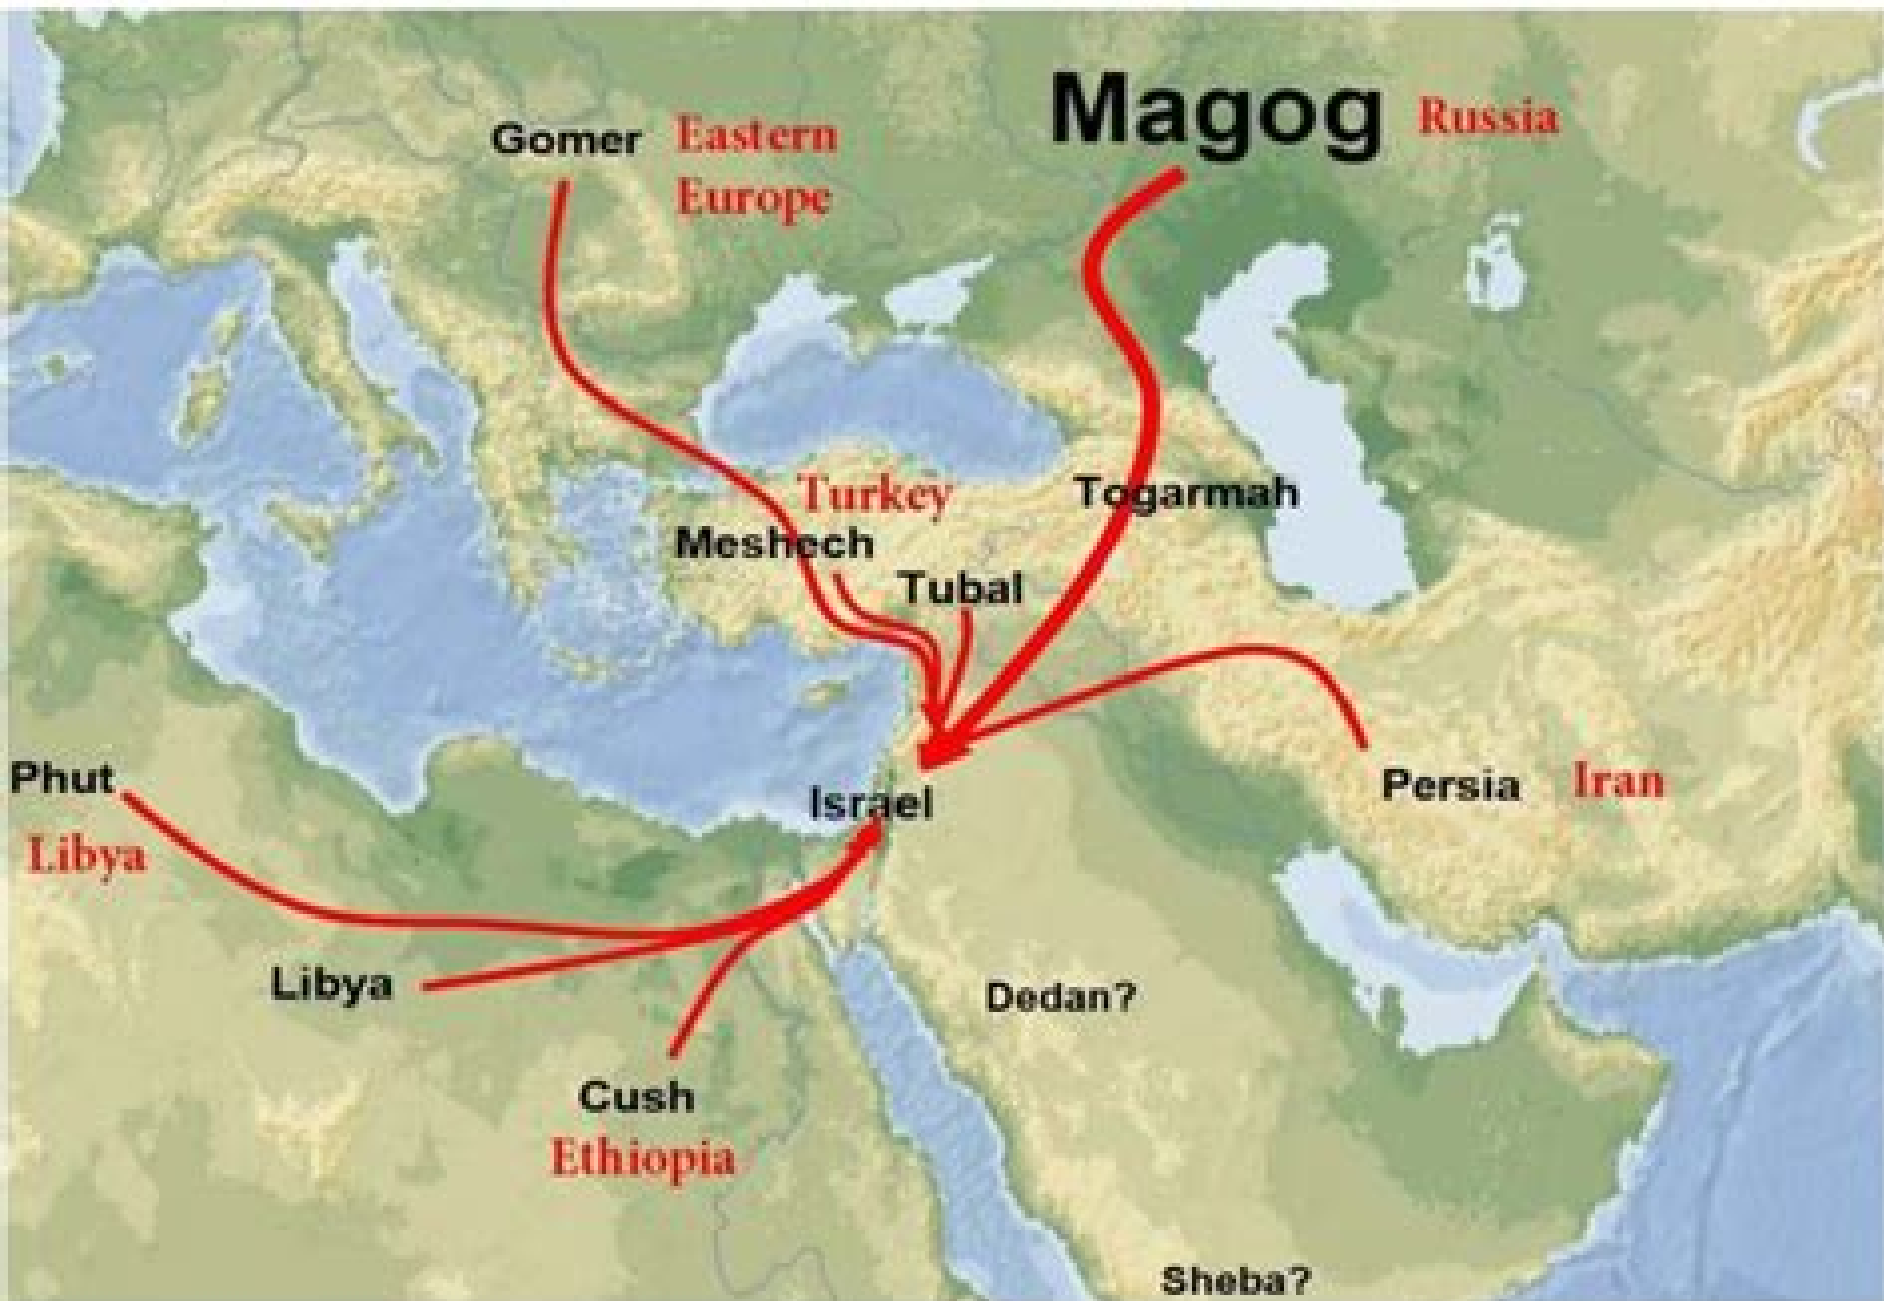 Magog Russia
Gomer Eastern
Europe
Turkey
Togarmah
Meshech
Tubal
Phut
Persia Iran
Israel
Libya
Libya
Dedan?
Cush
Ethiopia
Sheba?